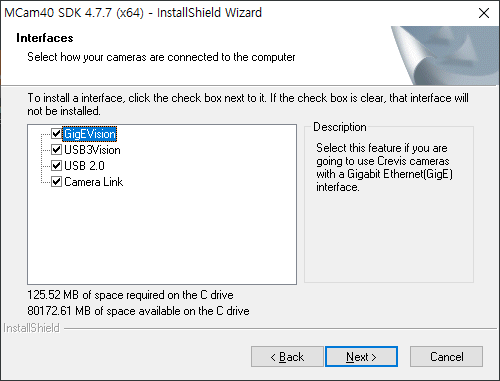 MCam40 SDK 4.7.7 (x64) - InstallShield Wizard
Interfaces
Select how your cameras are connected to the computer
To install a interface, click the check box next to it. If the check box is clear, that interface will
not be installed.
GigEVision
USB3Vision
USB 2.0
Camera Link
Description
Select this feature if you are
going to use Crevis cameras
with a Gigabit Ethernet(GigE)
interface.
125.52 MB of space required on the C drive
80172.61 MB of space available on the C drive
InstallShield
< Back
Next >
Cancel